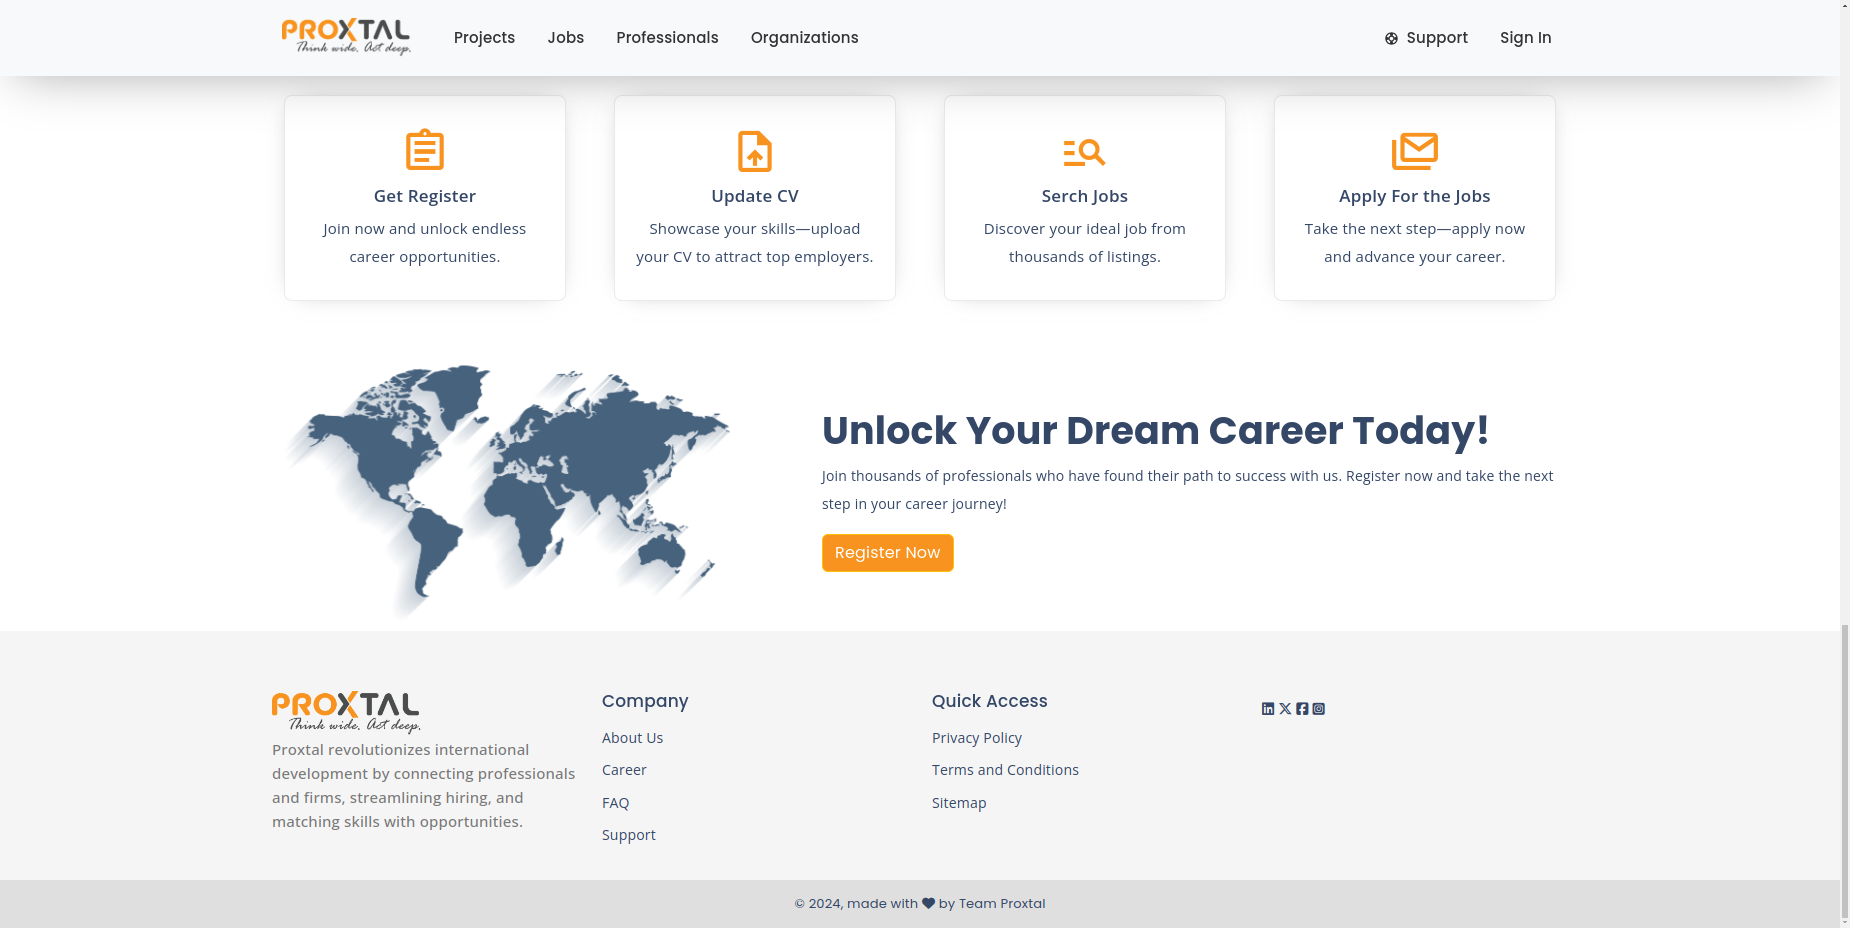 PROXTAL
Think wide. Act deep.
Projects
Jobs
Professionals
Organizations
Support
Sign In
Get Register
Join now and unlock endless
career opportunities.
Update CV
Showcase your skills—upload
your CV to attract top employers.
Serch Jobs
Discover your ideal job from
thousands of listings.
Apply For the Jobs
Take the next step—apply now
and advance your career.
Unlock Your Dream Career Today!
Join thousands of professionals who have found their path to success with us. Register now and take the next
step in your career journey!
Register Now
PROXTAL
Think wide. Act deep.
Proxtal revolutionizes international
development by connecting professionals
and firms, streamlining hiring, and
matching skills with opportunities.
Company
About Us
Career
FAQ
Support
Quick Access
Privacy Policy
Terms and Conditions
Sitemap
© 2024, made with ♥ by Team Proxtal